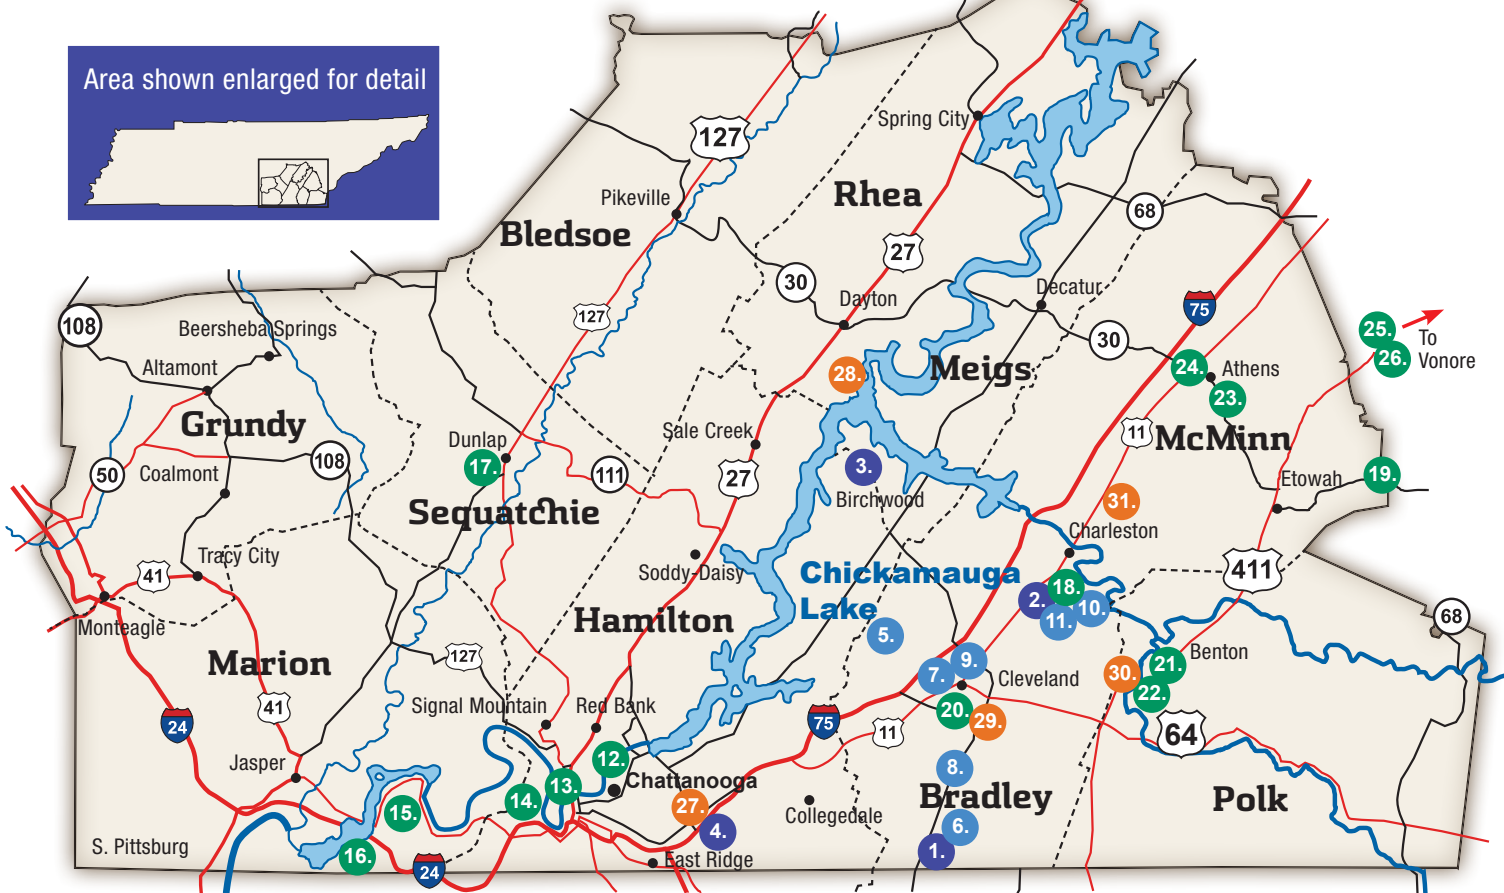 Area shown enlarged for detail
127
Spring City
Pikeville
Rhea
68
Bledsoe
27
30
Dayton
Decatur
75
127
108
Beersheba Springs
25.
To
Vonore
26.
30
Altamont
28.
Meigs
24.
Athens
23.
Grundy
11
McMinn
Dunlap
Sale Creek
108
50
Coalmont
17.
111
27
3.
Birchwood
Etowah
19.
Sequatchie
31.
Charleston
Tracy City
41
Soddy-Daisy
Chickamauga
Lake
411
2.
18.
10.
11.
Monteagle
Hamilton
5.
68
Marion
127
9.
7.
Cleveland
Benton
21.
30.
22.
41
Signal Mountain
Red Bank
24
75
20.
29.
11
64
Jasper
12.
13.
Chattanooga
8.
14.
27.
15.
Bradley
Polk
Collegedale
4.
6.
S. Pittsburg
16.
24
East Ridge
1.